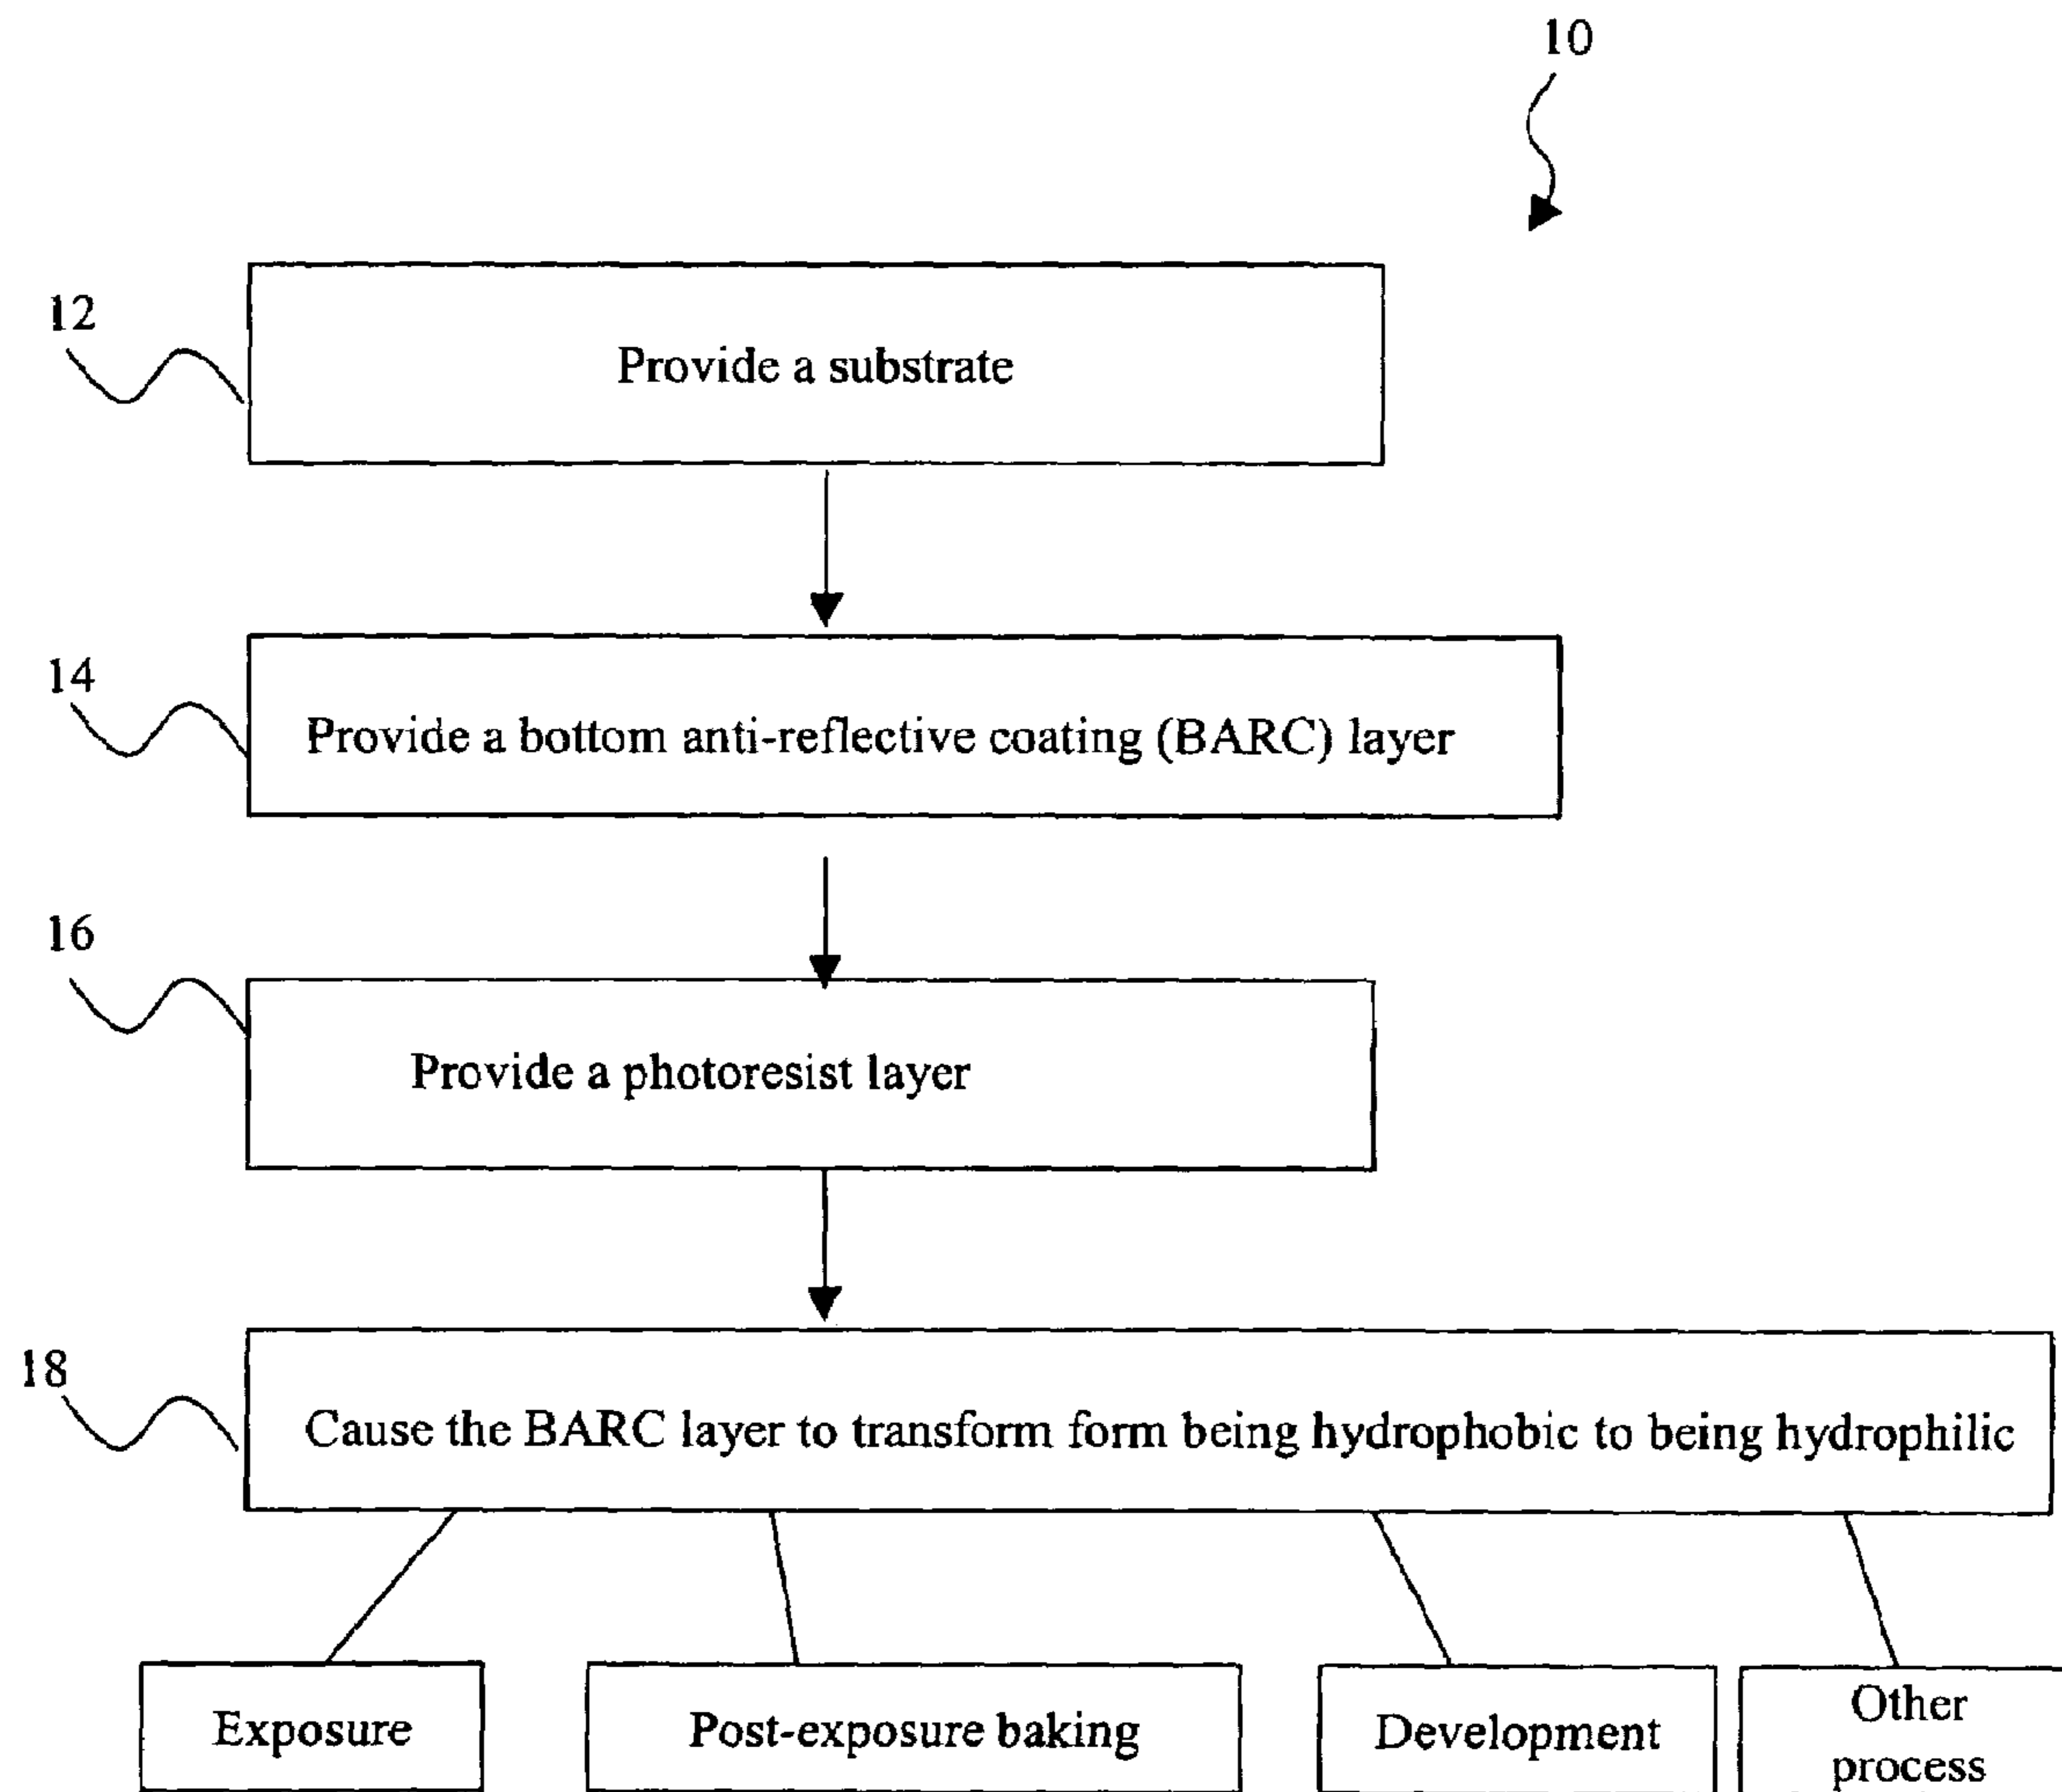 10
12
Provide a substrate
14
Provide a bottom anti-reflective coating (BARC) layer
16
Provide a photoresist layer
18
Cause the BARC layer to transform form being hydrophobic to being hydrophilic
Exposure
Post-exposure baking
Development
Other
process